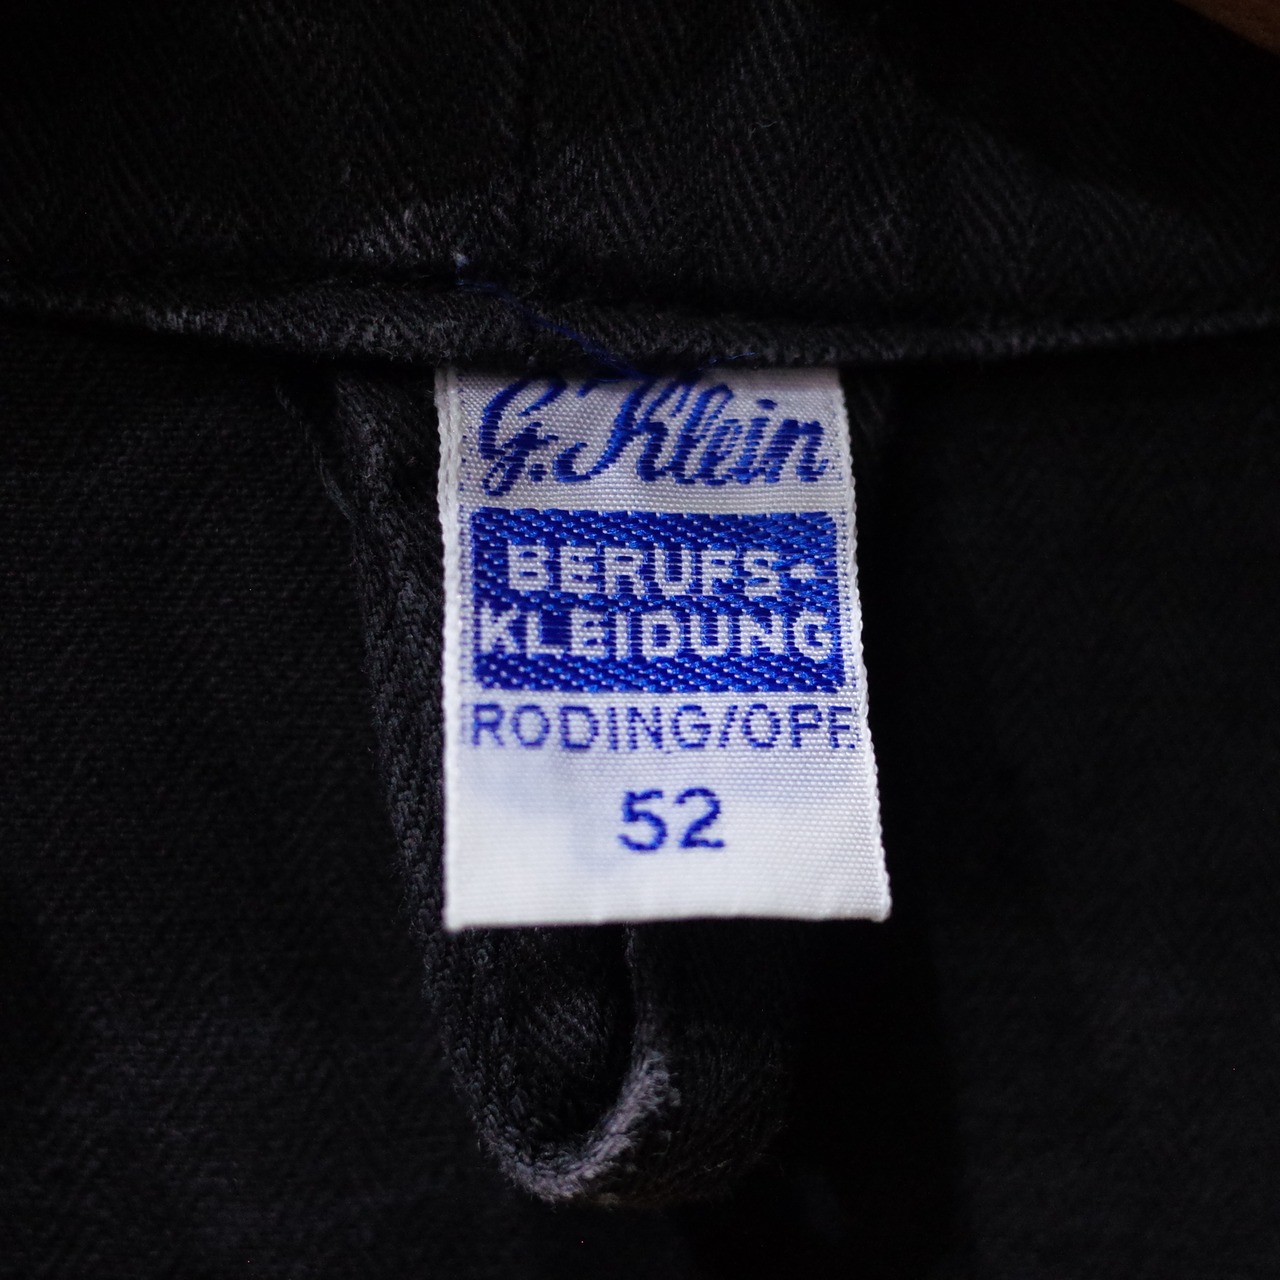 G. Klein
BERUFS-
KLEIDUNG
RODING/OPF.
52